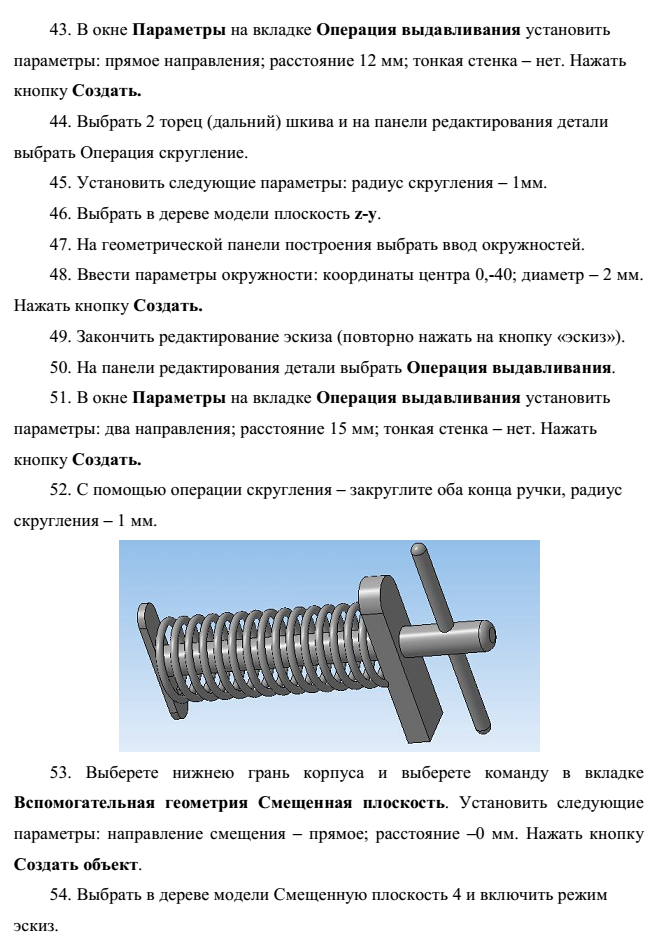 43. В окне Параметры на вкладке Операция выдавливания установить
параметры: прямое направления; расстояние 12 мм; тонкая стенка – нет. Нажать
кнопку Создать.
44. Выбрать 2 торец (дальний) шкива и на панели редактирования детали
выбрать Операция скругление.
45. Установить следующие параметры: радиус скругления – 1мм.
46. Выбрать в дереве модели плоскость z-y.
47. На геометрической панели построения выбрать ввод окружностей.
48. Ввести параметры окружности: координаты центра 0,-40; диаметр – 2 мм.
Нажать кнопку Создать.
49. Закончить редактирование эскиза (повторно нажать на кнопку «эскиз»).
50. На панели редактирования детали выбрать Операция выдавливания.
51. В окне Параметры на вкладке Операция выдавливания установить
параметры: два направления; расстояние 15 мм; тонкая стенка – нет. Нажать
кнопку Создать.
52. С помощью операции скругления – закруглите оба конца ручки, радиус
скругления – 1 мм.
53. Выберете нижнею грань корпуса и выберете команду в вкладке
Вспомогательная геометрия Смещенная плоскость. Установить следующие
параметры: направление смещения – прямое; расстояние –0 мм. Нажать кнопку
Создать объект.
54. Выбрать в дереве модели Смещенную плоскость 4 и включить режим
эскиз.